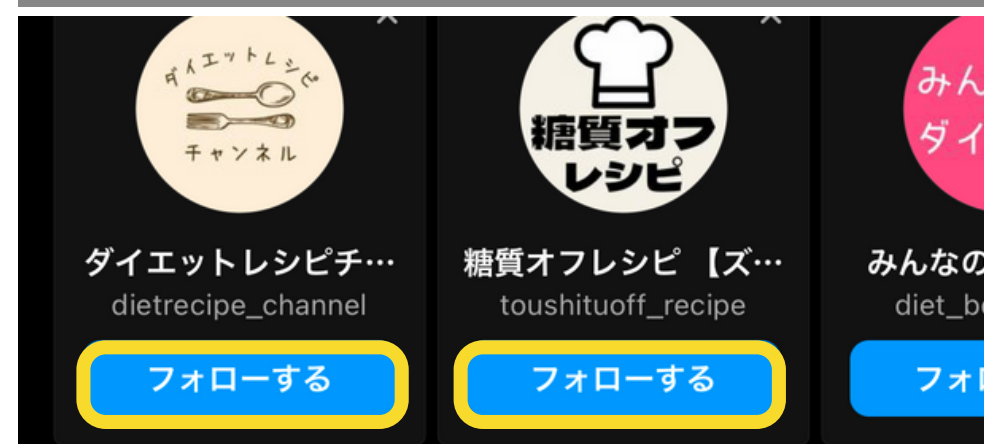 ダイエットレシピ
チャンネル
糖質オフ
レシピ
みん
ダイ
ダイエットレシピチ…
糖質オフレシピ 【ズ…
みんなの
dietrecipe_channel
toushituoff_recipe
diet_b
フォローする
フォローする
フォ